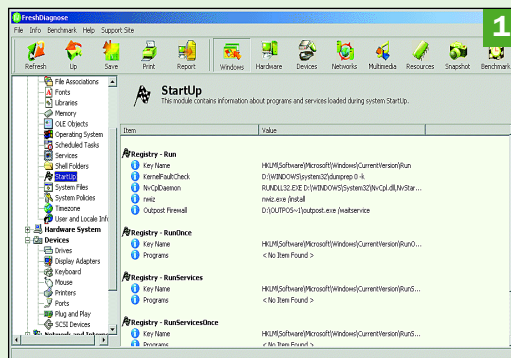 FreshDiagnose
1
File Info Benchmark Help Support Site
Refresh Up Save Print Report Windows Hardware Devices Networks Multimedia Resources Snapshot Benchmark
File Associations
Fonts
Libraries
Memory
OLE Objects
Operating System
Scheduled Tasks
Services
Shell Folders
StartUp
System Files
System Policies
Timezone
User and Locale Info
Hardware System
Devices
Drives
Display Adapters
Keyboard
Mouse
Printers
Ports
Plug and Play
SCSI Devices
StartUp
This module contains information about programs and services loaded during system StartUp.
Item Value
Registry - Run
Key Name HKLM\Software\Microsoft\Windows\CurrentVersion\Run
KernelFaultCheck D:\WINDOWS\system32\dumprep 0 -k
NvCplDaemon RUNDLL32.EXE D:\WINDOWS\System32\NvCpl.dll,NvStar...
nwiz nwiz.exe /install
Outpost Firewall D:\OUTPOS~1\outpost.exe /waitservice
Registry - RunOnce
Key Name HKLM\Software\Microsoft\Windows\CurrentVersion\RunO...
Programs < No Item Found >
Registry - RunServices
Key Name HKLM\Software\Microsoft\Windows\CurrentVersion\RunS...
Programs < No Item Found >
Registry - RunServicesOnce
Key Name HKLM\Software\Microsoft\Windows\CurrentVersion\RunS...
Programs < No Item Found >